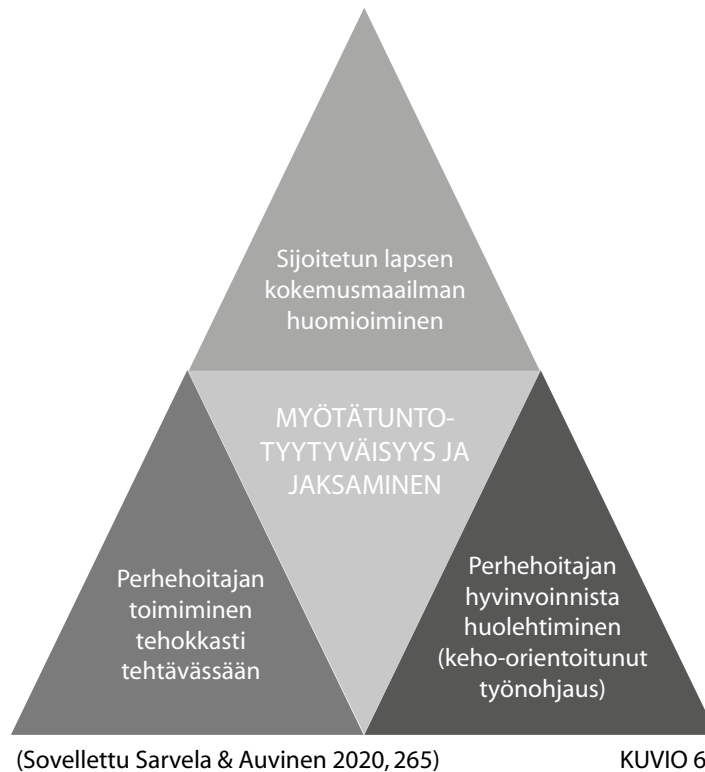 Sijoitetun lapsen
kokemusmaailman
huomioiminen
MYÖTÄTUNTO-
TYYTYVÄISYYS JA
JAKSAMINEN
Perhehoitajan
toimiminen
tehokkasti
tehtävässään
Perhehoitajan
hyvinvoinnista
huolehtiminen
(keho-orientoitunut
työnohjaus)
(Sovellettu Sarvela & Auvinen 2020, 265)
KUVIO 6